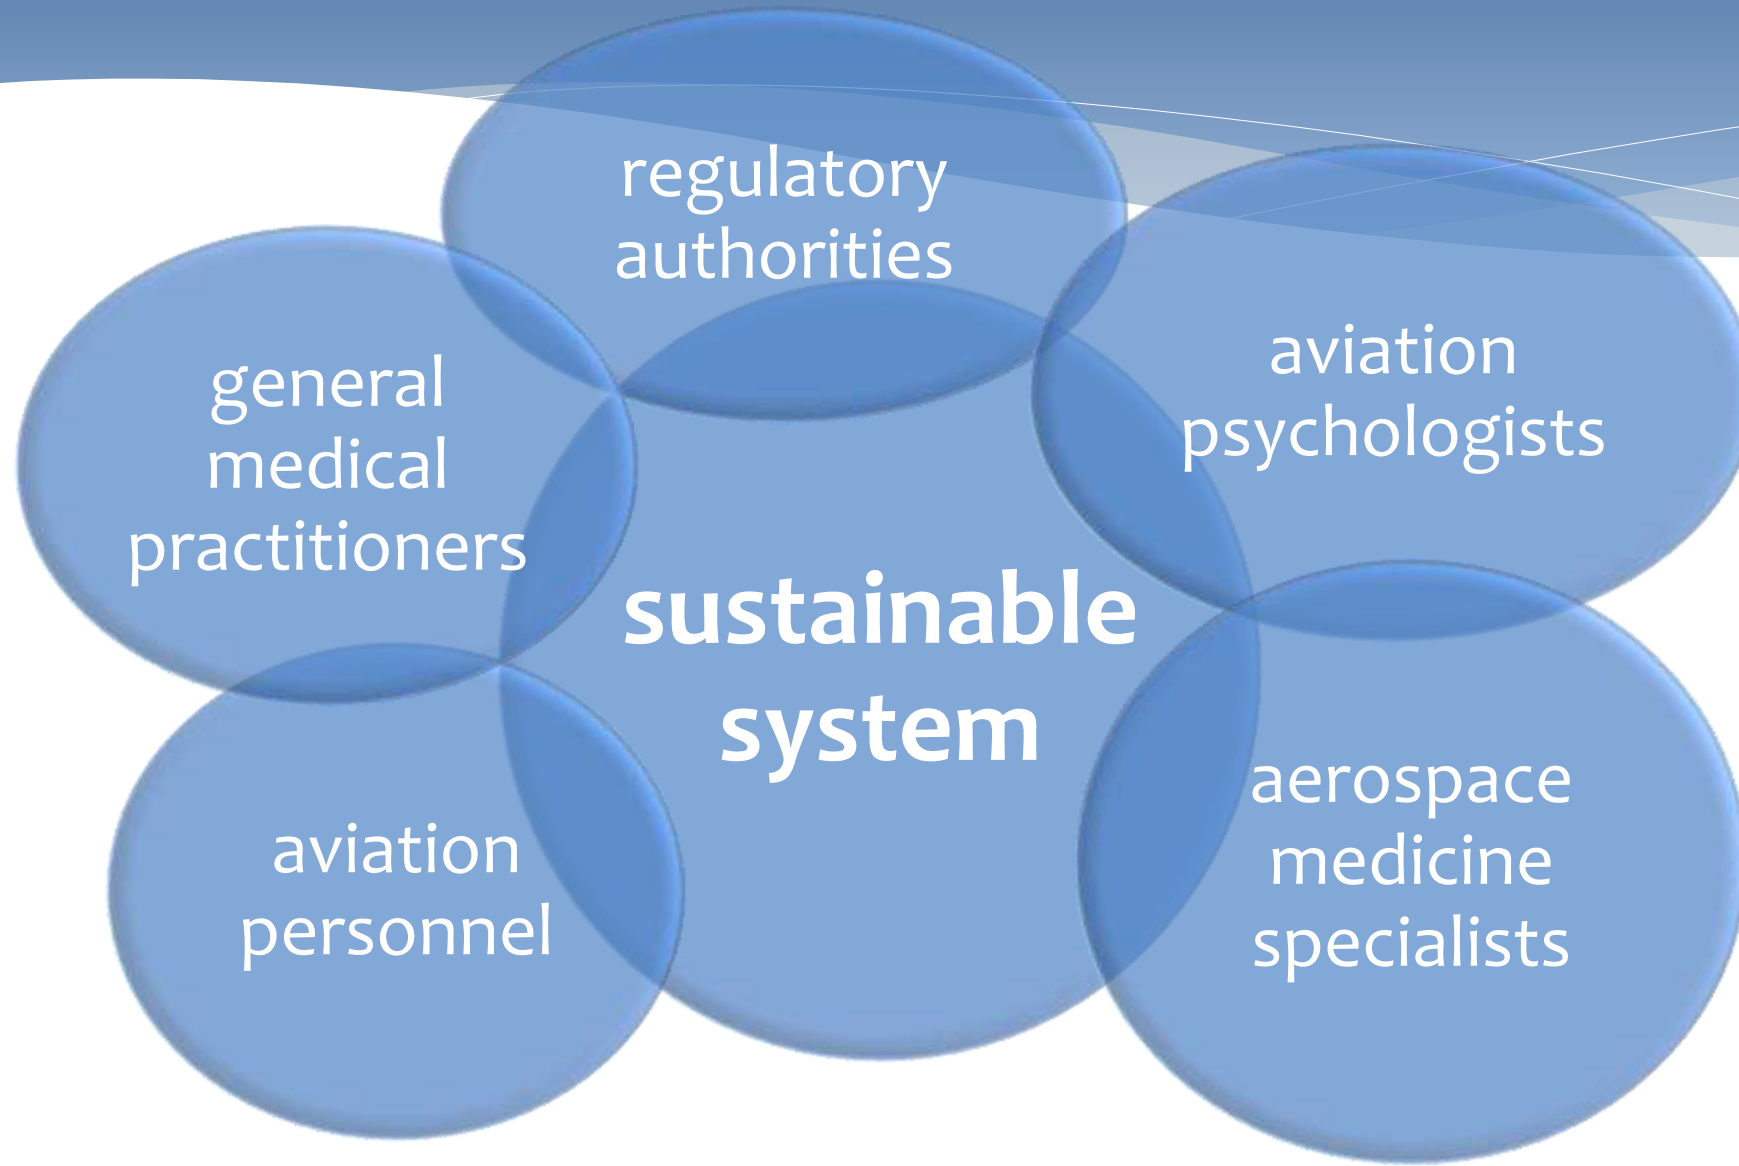 regulatory
authorities
general
medical
practitioners
aviation
psychologists
sustainable
system
aviation
personnel
aerospace
medicine
specialists